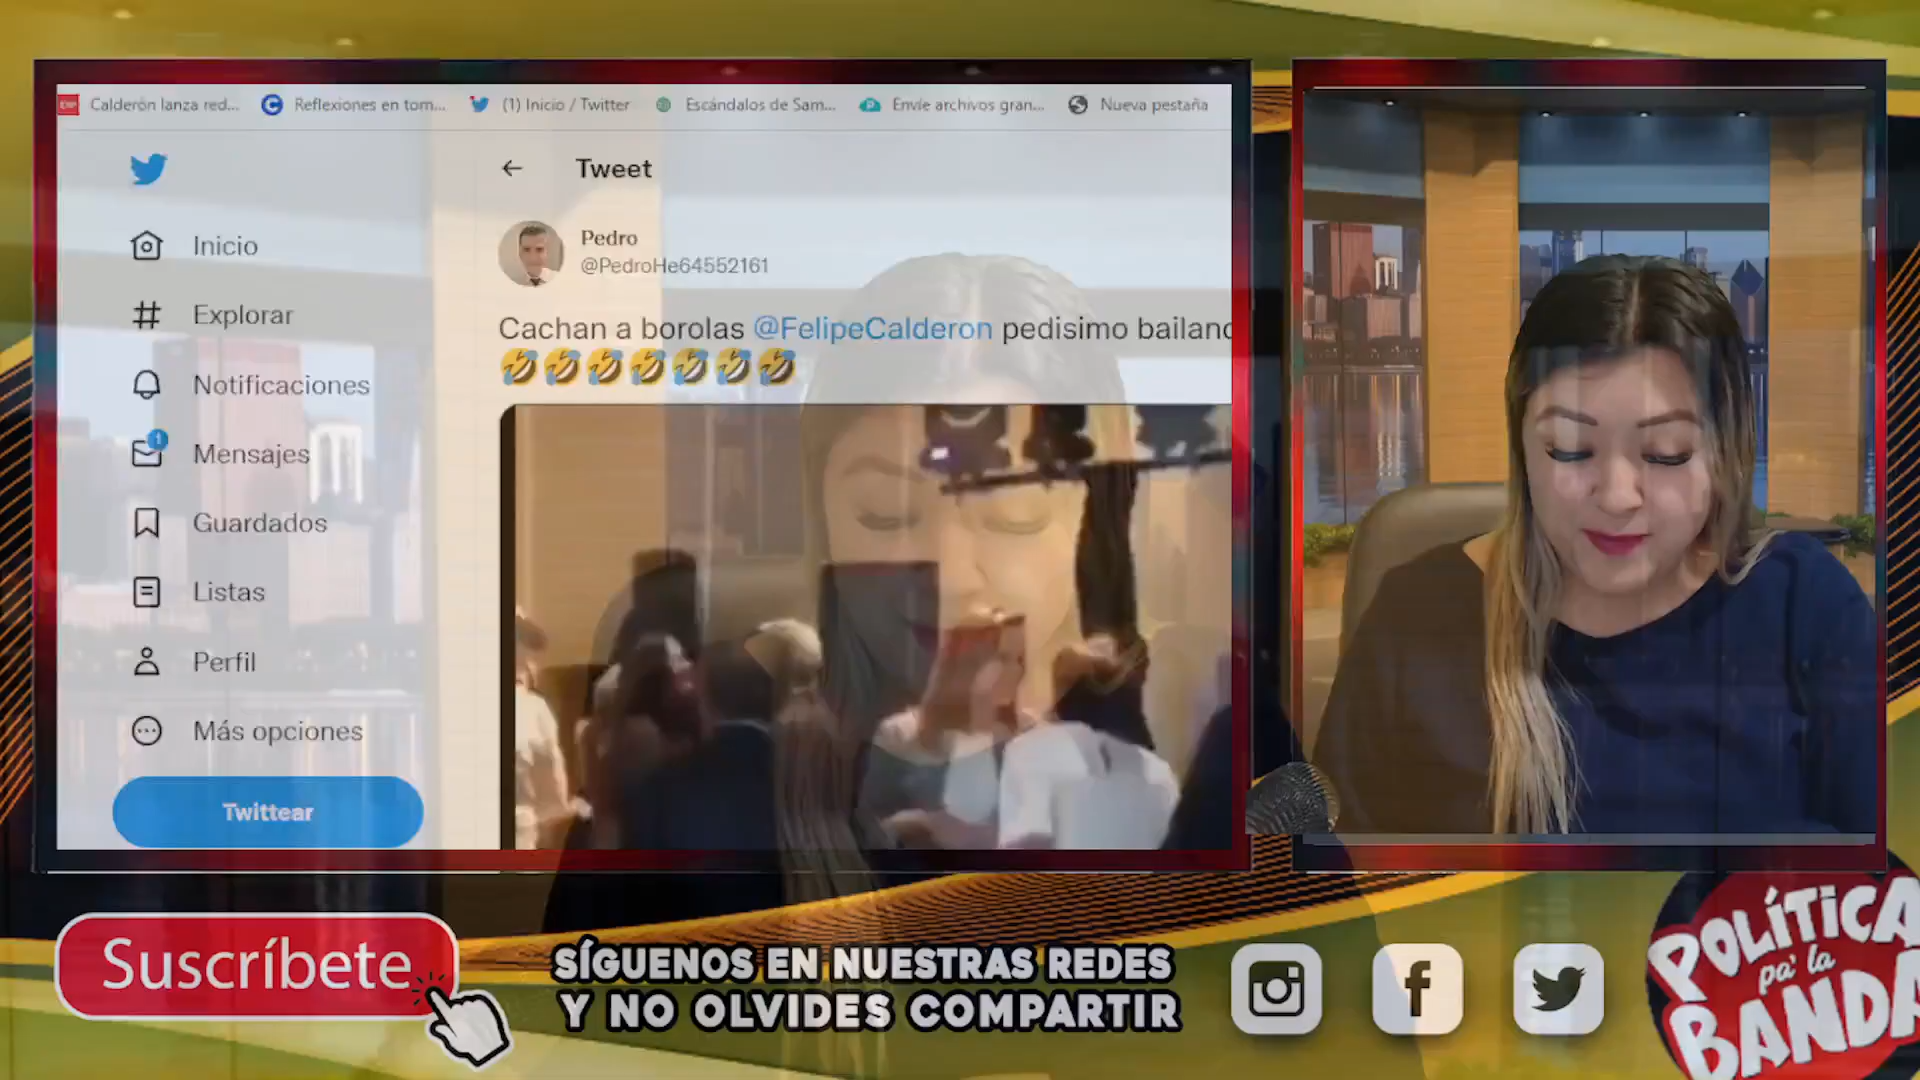 Calderón lanza red...
Reflexiones en tom...
(1) Inicio / Twitter
Escándalos de Sam...
Envíe archivos gran...
Nueva pestaña
Tweet
Inicio
Explorar
Notificaciones
1
Mensajes
Guardados
Listas
Perfil
Más opciones
Twittear
Pedro
@PedroHe64552161
Cachan a borolas @FelipeCalderon pedisimo bailand
Suscríbete
SÍGUENOS EN NUESTRAS REDES
Y NO OLVIDES COMPARTIR
POLÍTICA
pa' la
BANDA